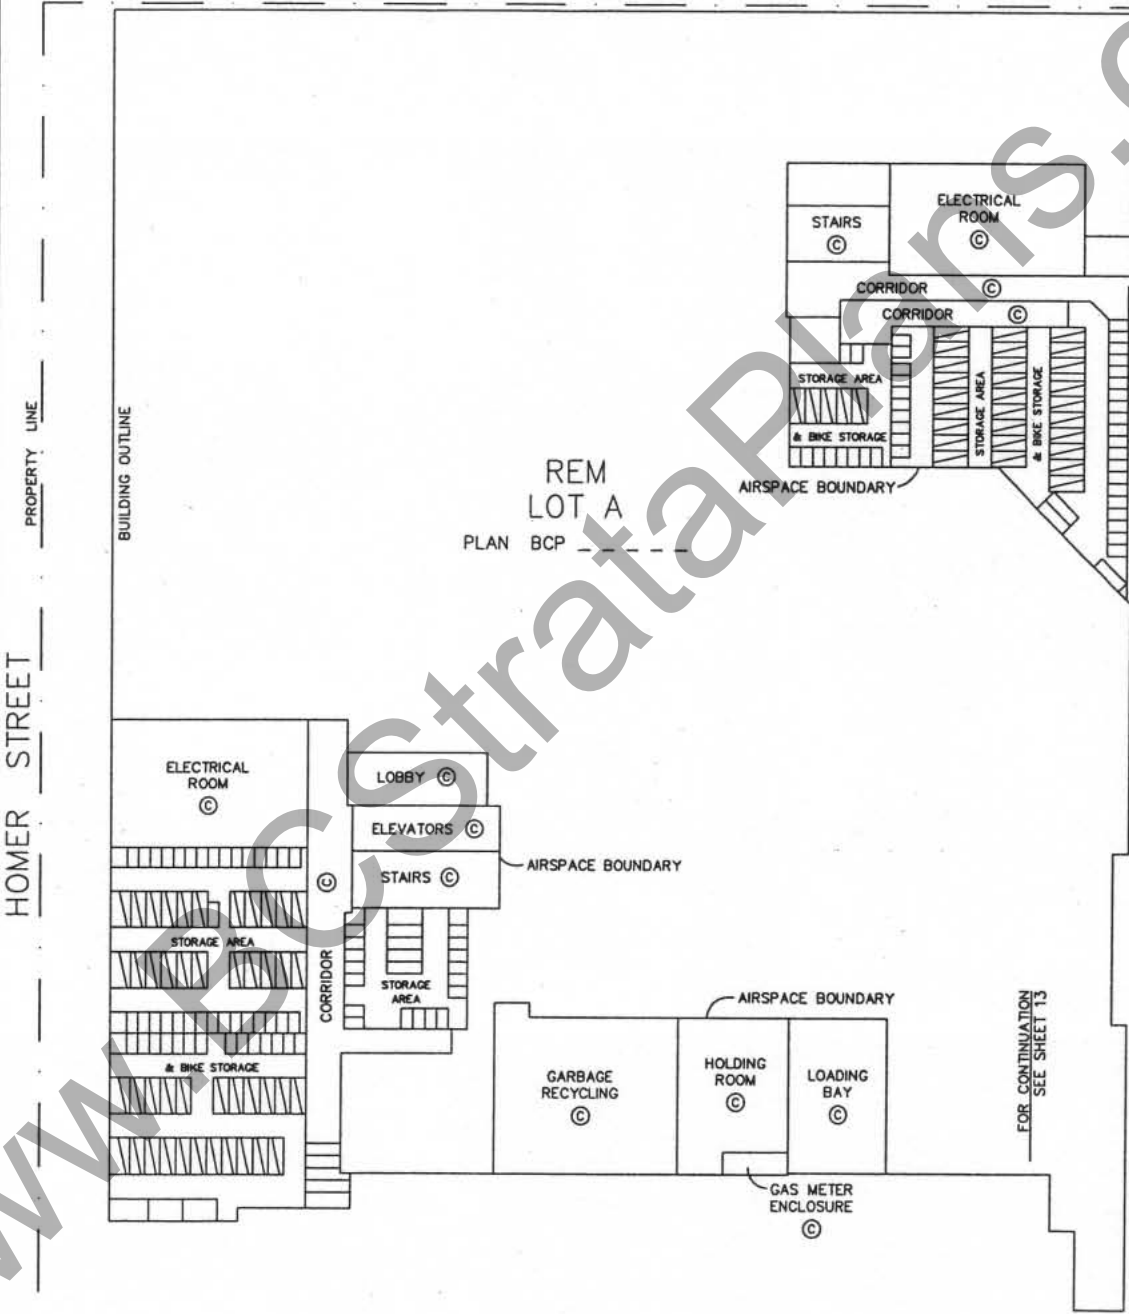 ELECTRICAL
ROOM
©
STAIRS
©
CORRIDOR ©
CORRIDOR ©
STORAGE AREA
& BIKE STORAGE
STORAGE AREA
& BIKE STORAGE
AIRSPACE BOUNDARY
PROPERTY LINE
BUILDING OUTLINE
REM
LOT A
PLAN BCP
HOMER STREET
ELECTRICAL
ROOM
©
LOBBY ©
ELEVATORS ©
STAIRS ©
AIRSPACE BOUNDARY
©
CORRIDOR
STORAGE AREA
& BIKE STORAGE
STORAGE
AREA
AIRSPACE BOUNDARY
GARBAGE
RECYCLING
©
HOLDING
ROOM
©
LOADING
BAY
©
GAS METER
ENCLOSURE
©
FOR CONTINUATION
SEE SHEET 13
www.BCStrataPlans.c